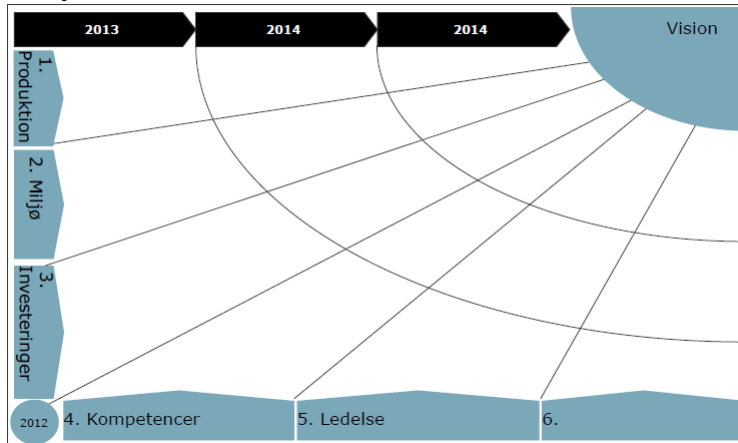 2013
2014
2014
Vision
1.
Produktion
2. Miljø
3.
Investeringer
2012
4. Kompetencer
5. Ledelse
6.